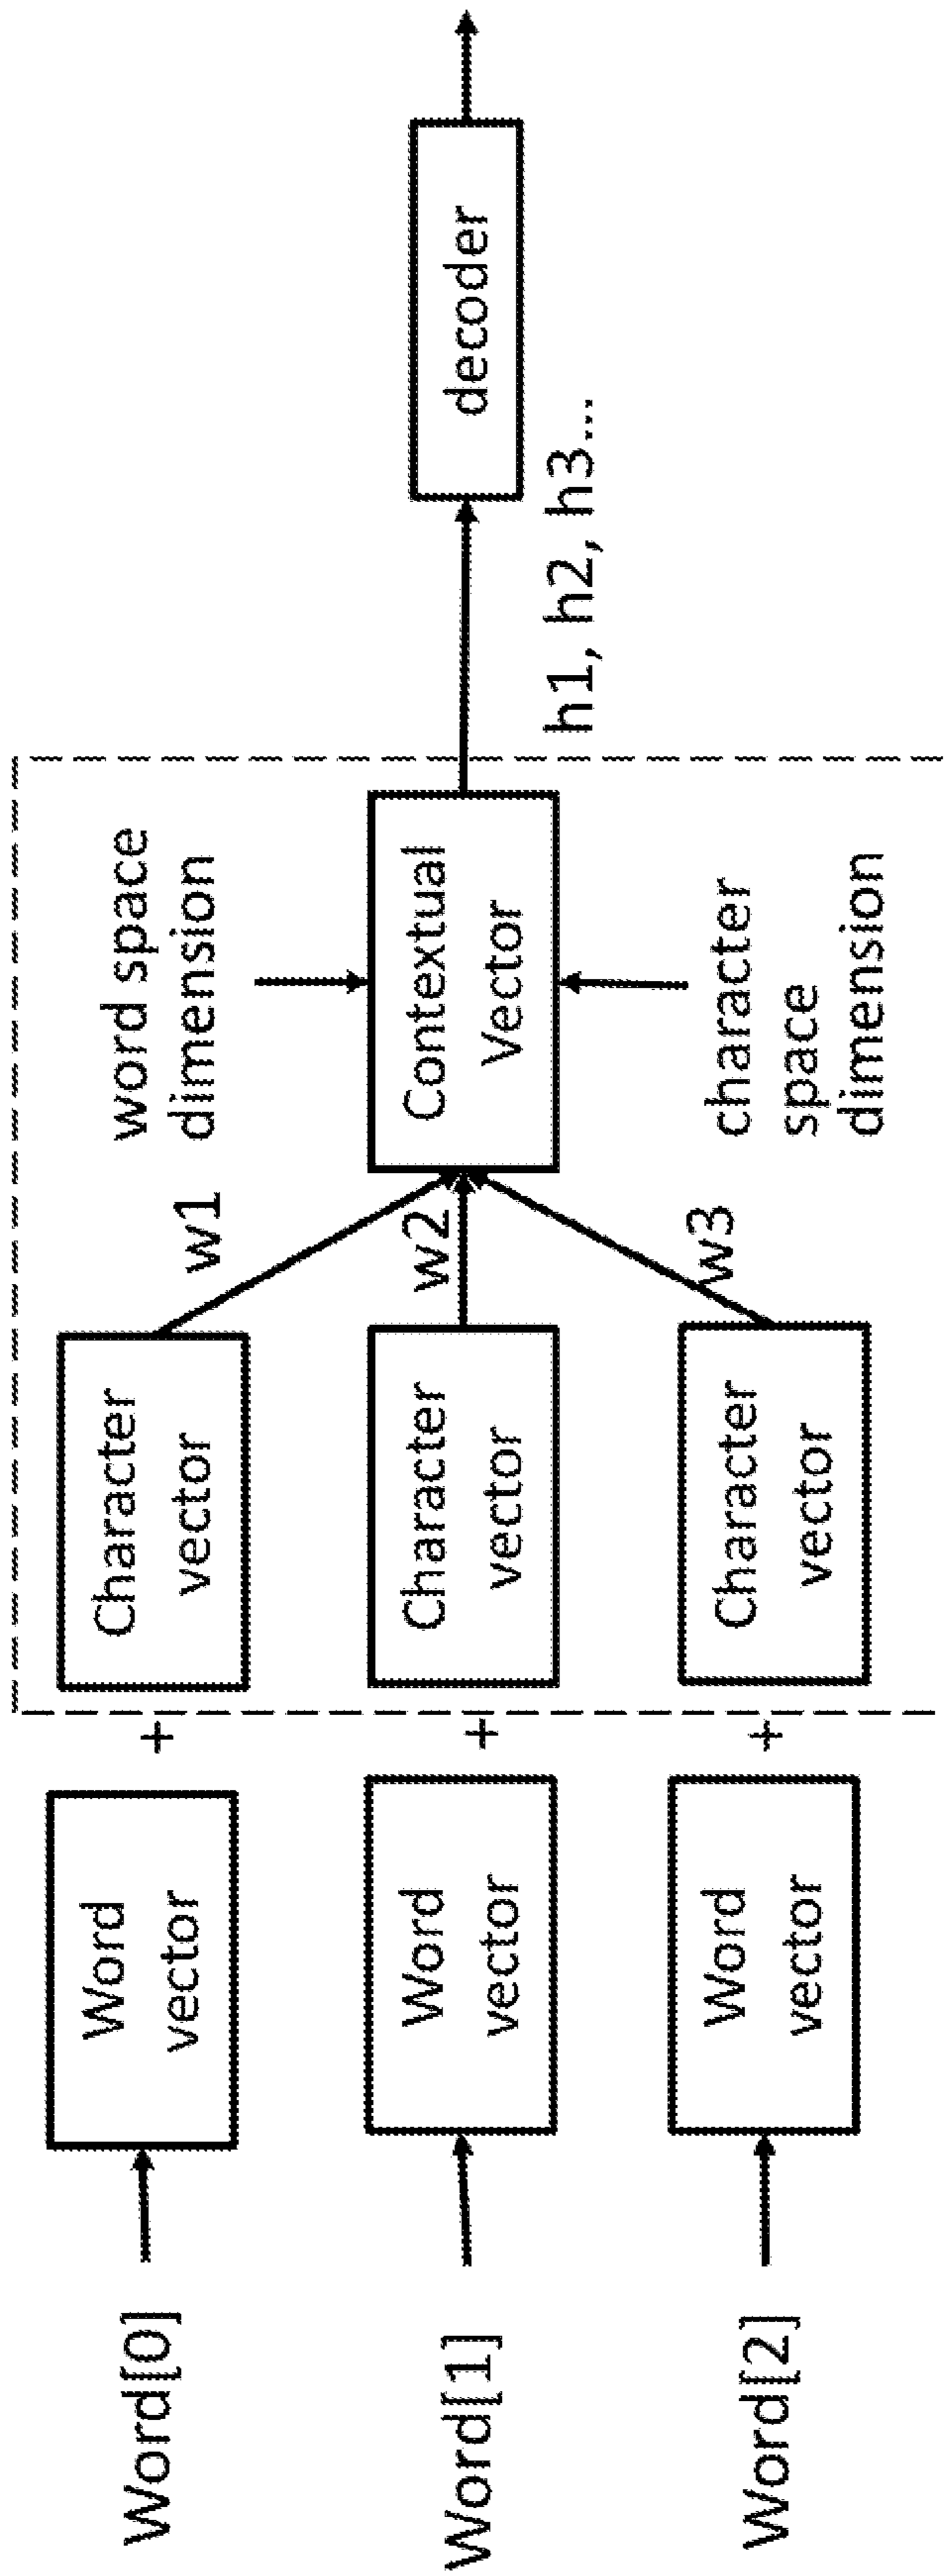 Word[0]
Word
vector
+
Character
vector
w1
word space
dimension
Word[1]
Word
vector
+
Character
vector
w2
Contextual
Vector
decoder
h1, h2, h3...
Word[2]
Word
vector
+
Character
vector
w3
character
space
dimension